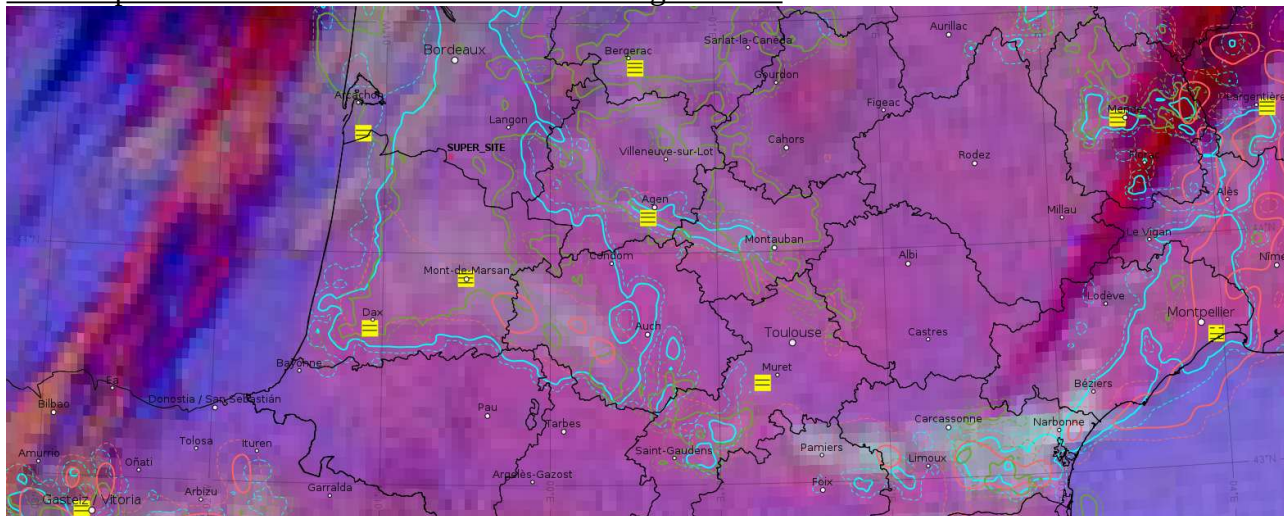 Aurillac
Bordeaux
Bergerac
Sarlat-la-Canéda
Gourdon
Arcachon
Figeac
Mende
Largentière
Langon
SUPER_SITE
Villeneuve-sur-Lot
Cahors
Rodez
Agen
Alès
Millau
Le Vigan
Montauban
Condom
Albi
Mont-de-Marsan
Lodève
Dax
Auch
Toulouse
Castres
Montpellier
Bayonne
Muret
Ea
Bilbao
Donostia / San Sebastián
Béziers
Pau
Tarbes
Carcassonne
Narbonne
Tolosa
Ituren
Amurrio
Oñati
Saint-Gaudens
Pamiers
Limoux
43°N
Argelès-Gazost
Foix
Gasteiz / Vitoria
Arbizu
Garralda